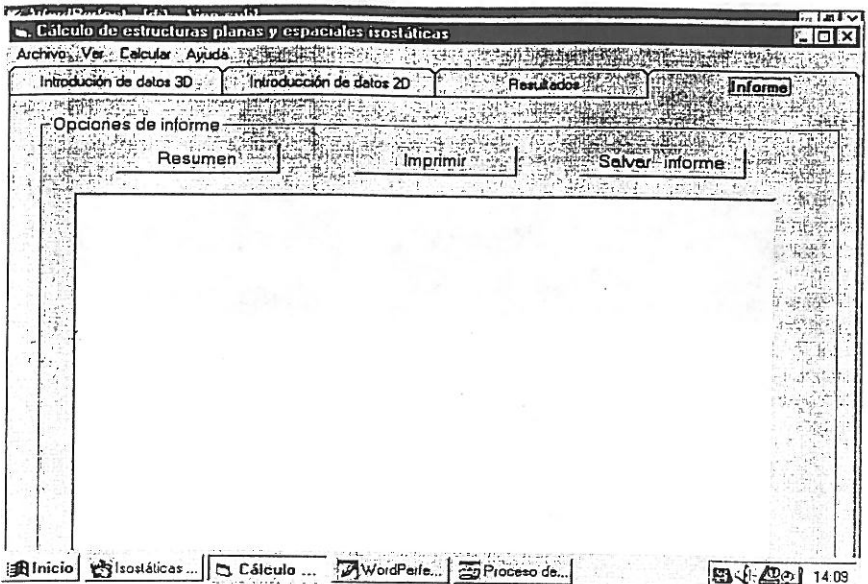 Cálculo de estructuras planas y espaciales isostáticas
Archivo Ver Calcular Ayuda
Introdución de datos 3D Introducción de datos 2D Resultados Informe
Opciones de informe
Resumen Imprimir Salvar informe
Inicio Isostáticas ... Cálculo ... WordPerfe... Proceso de... 14:09